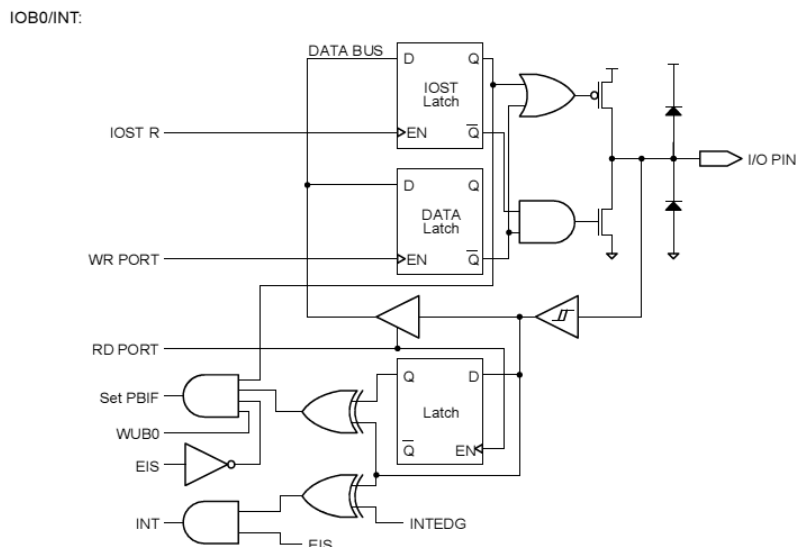 IOB0/INT:
DATA BUS
D
Q
IOST
Latch
IOST R
EN
Q
D
Q
DATA
Latch
WR PORT
EN
Q
I/O PIN
RD PORT
Q
D
Set PBIF
Latch
WUB0
Q
EN
EIS
INT
INTEDG
EIS